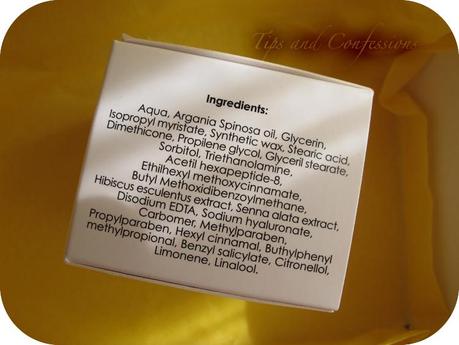 Tips and Confessions
Ingredients:
Aqua, Argania Spinosa oil, Glycerin,
Isopropyl myristate, Synthetic wax, Stearic acid,
Dimethicone, Propilene glycol, Glyceril stearate,
Sorbitol, Triethanolamine,
Acetil hexapeptide-8,
Ethilhexyl methoxycinnamate,
Butyl Methoxidibenzoylmethane,
Hibiscus esculentus extract, Senna alata extract,
Disodium EDTA, Sodium hyaluronate,
Carbomer, Methylparaben,
Propylparaben, Hexyl cinnamal, Buthylphenyl
methylpropional, Benzyl salicylate, Citronellol,
Limonene, Linalool.